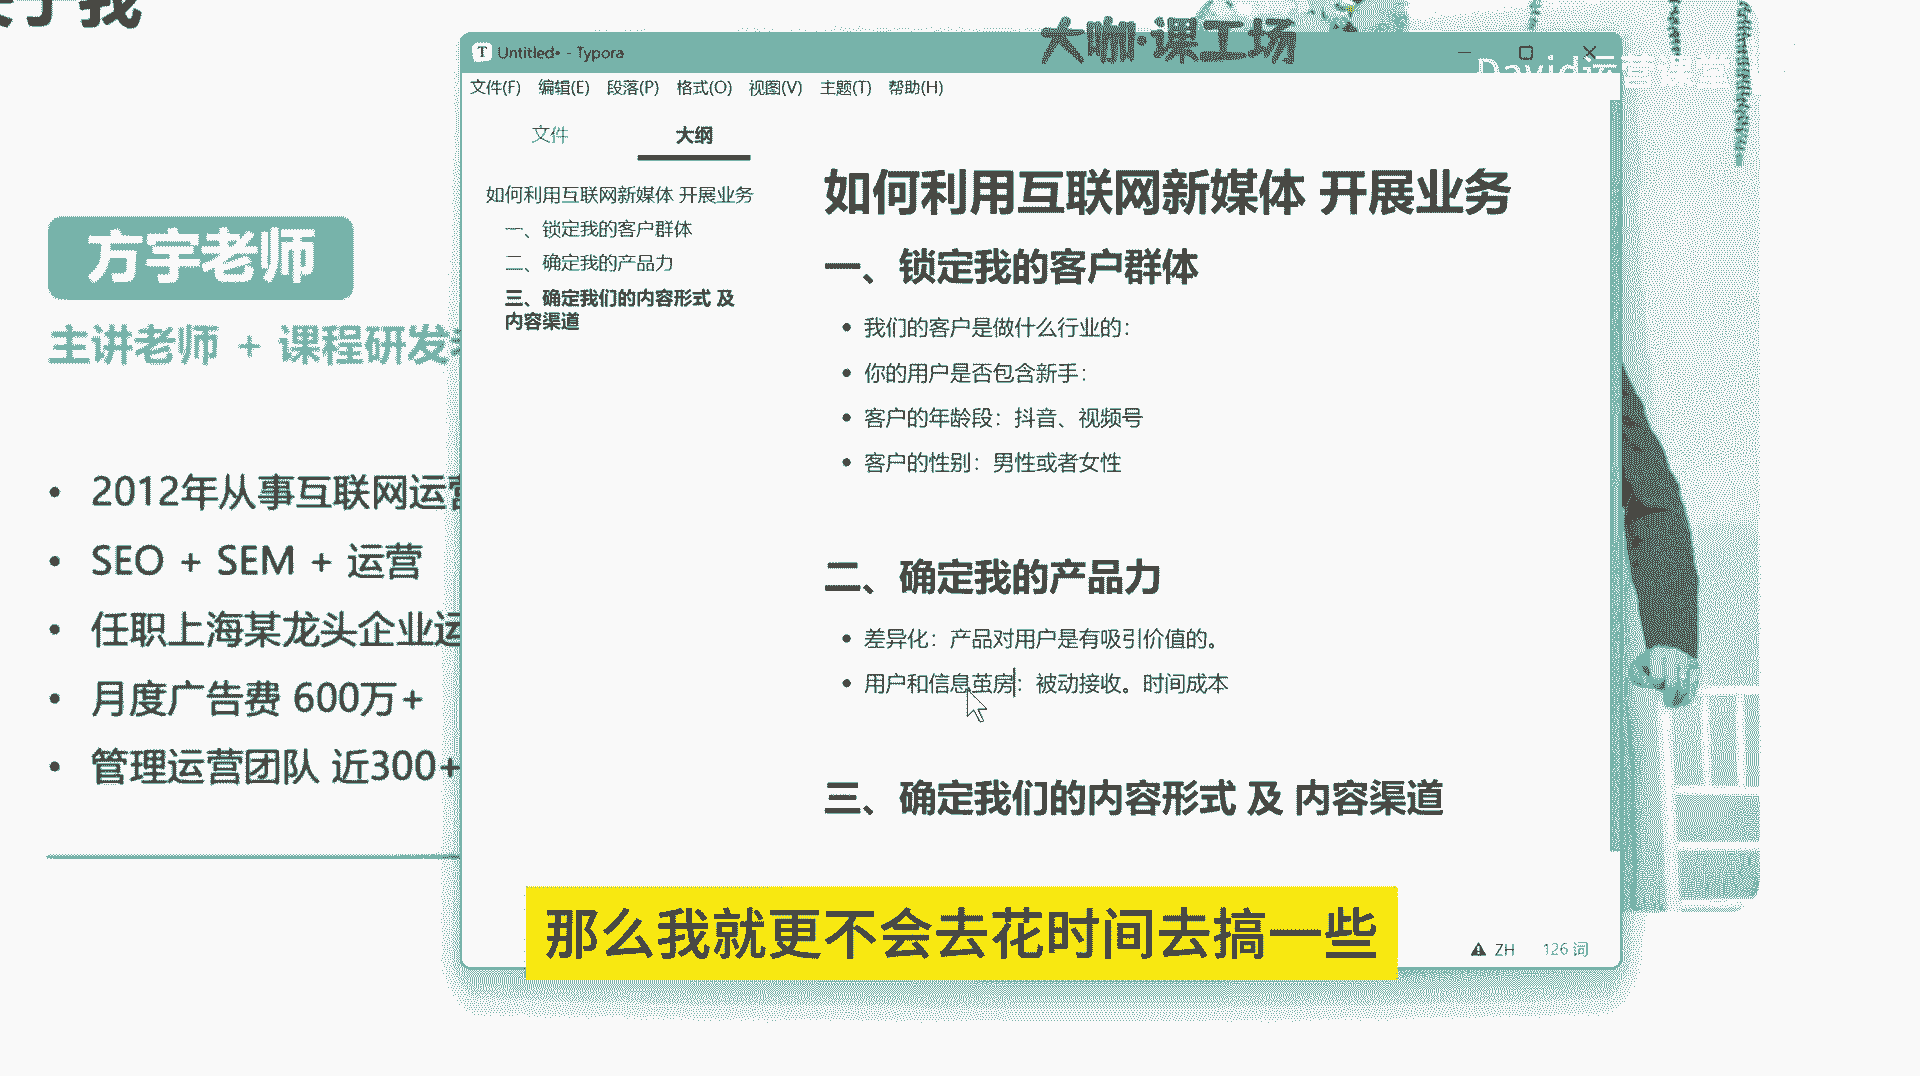 关于我
大咖·课工场
David运营课堂
方宇老师
主讲老师 + 课程研发
• 2012年从事互联网运营
• SEO + SEM + 运营
• 任职上海某龙头企业运
• 月度广告费 600万+
• 管理运营团队 近300+
Untitled• - Typora
文件(F) 编辑(E) 段落(P) 格式(O) 视图(V) 主题(T) 帮助(H)
文件 大纲
如何利用互联网新媒体 开展业务
一、锁定我的客户群体
二、确定我的产品力
三、确定我们的内容形式 及
内容渠道
如何利用互联网新媒体 开展业务
一、锁定我的客户群体
• 我们的客户是做什么行业的：
• 你的用户是否包含新手：
• 客户的年龄段：抖音、视频号
• 客户的性别：男性或者女性
二、确定我的产品力
• 差异化：产品对用户是有吸引价值的。
• 用户和信息茧房：被动接收。时间成本
三、确定我们的内容形式 及 内容渠道
那么我就更不会去花时间去搞一些
ZH 126 词